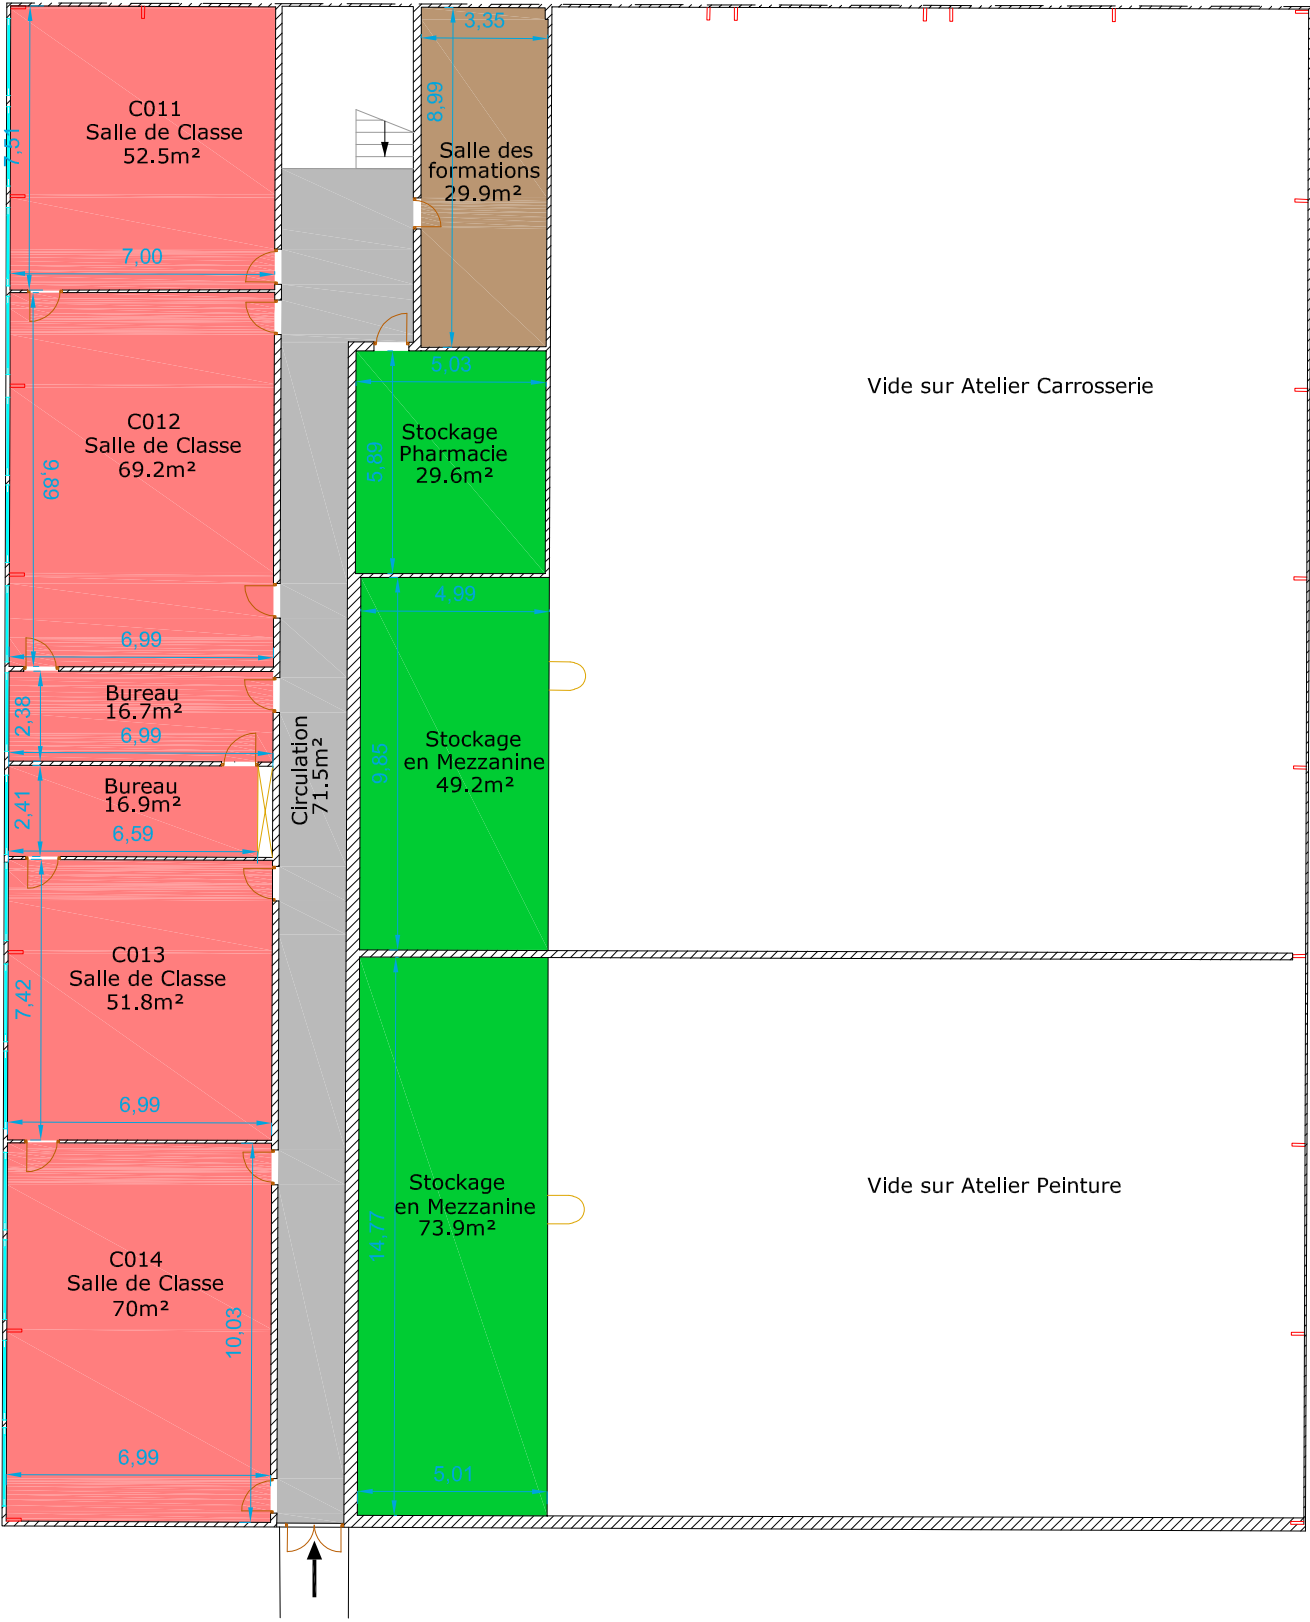 3,35
8,99
C011
Salle de Classe
52.5m²
7,51
7,00
Salle des
formations
29.9m²
5,03
5,89
Stockage
Pharmacie
29.6m²
Vide sur Atelier Carrosserie
C012
Salle de Classe
69.2m²
9,89
6,99
4,99
Bureau
16.7m²
2,38
6,99
Circulation
71.5m²
Stockage
en Mezzanine
49.2m²
9,85
Bureau
16.9m²
2,41
6,59
C013
Salle de Classe
51.8m²
7,42
6,99
Stockage
en Mezzanine
73.9m²
14,77
5,01
Vide sur Atelier Peinture
C014
Salle de Classe
70m²
10,03
6,99